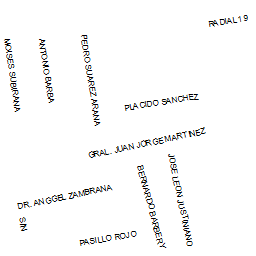 RADIAL 19
MOISES SUBIRANA
ANTONIO BARBA
PEDRO SUAREZ ARANA
PLACIDO SANCHEZ
GRAL. JUAN JORGE MARTINEZ
JOSE LEON JUSTINIANO
BERNARDO BARBERY
DR. ANGGEL ZAMBRANA
S/N
PASILLO ROJO